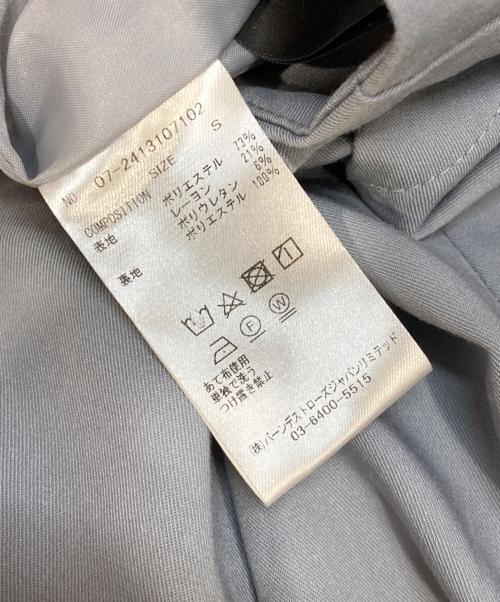 NO. 07-2413107102
COMPOSITION SIZE S
表地 ポリエステル 73%
レーヨン 21%
ポリウレタン 6%
裏地 ポリエステル 100%
F W
あて布使用
単独で洗う
つけ置き禁止
(株)バーンデストローズジャパンリミテッド
03-6400-5515